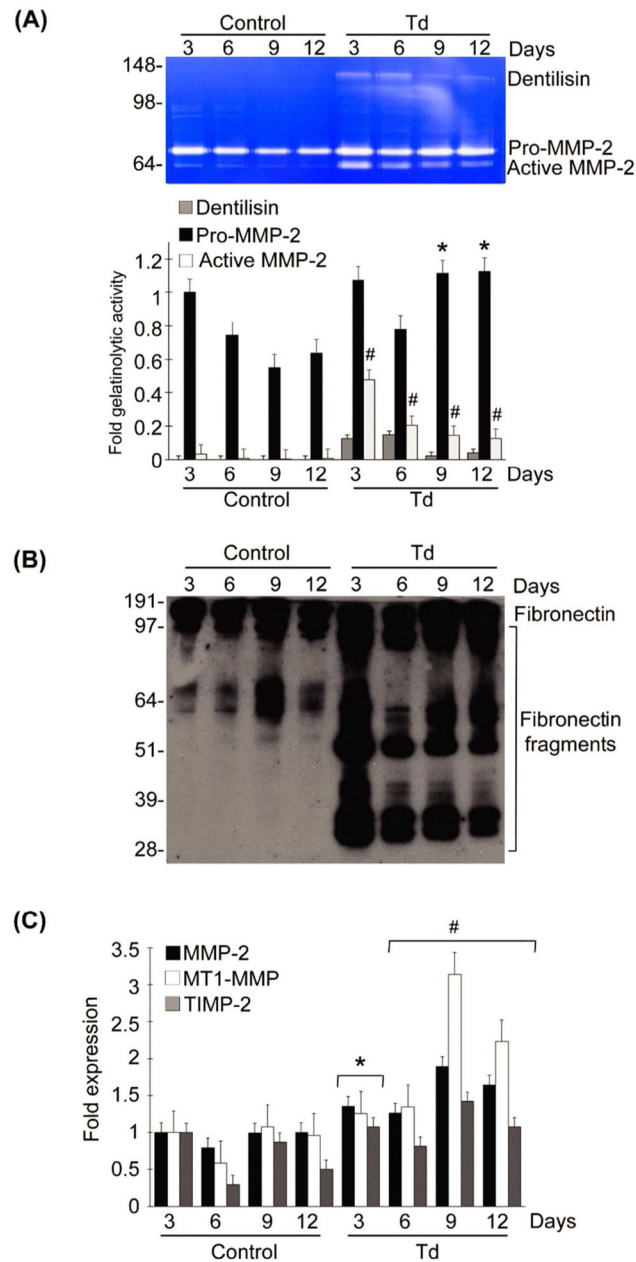 (A)
Control Td
3 6 9 12 3 6 9 12 Days
148-
Dentilisin
98-
Pro-MMP-2
64-
Active MMP-2
Dentilisin
Pro-MMP-2
Active MMP-2
Fold gelatinolytic activity
1.2
1
0.8
0.6
0.4
0.2
0
* *
# # # #
3 6 9 12 3 6 9 12 Days
Control Td
(B)
Control Td
3 6 9 12 3 6 9 12 Days
191-
Fibronectin
97-
64-
Fibronectin
fragments
51-
39-
28-
(C)
MMP-2
MT1-MMP
TIMP-2
Fold expression
3.5
3
2.5
2
1.5
1
0.5
0
*
#
3 6 9 12 3 6 9 12 Days
Control Td